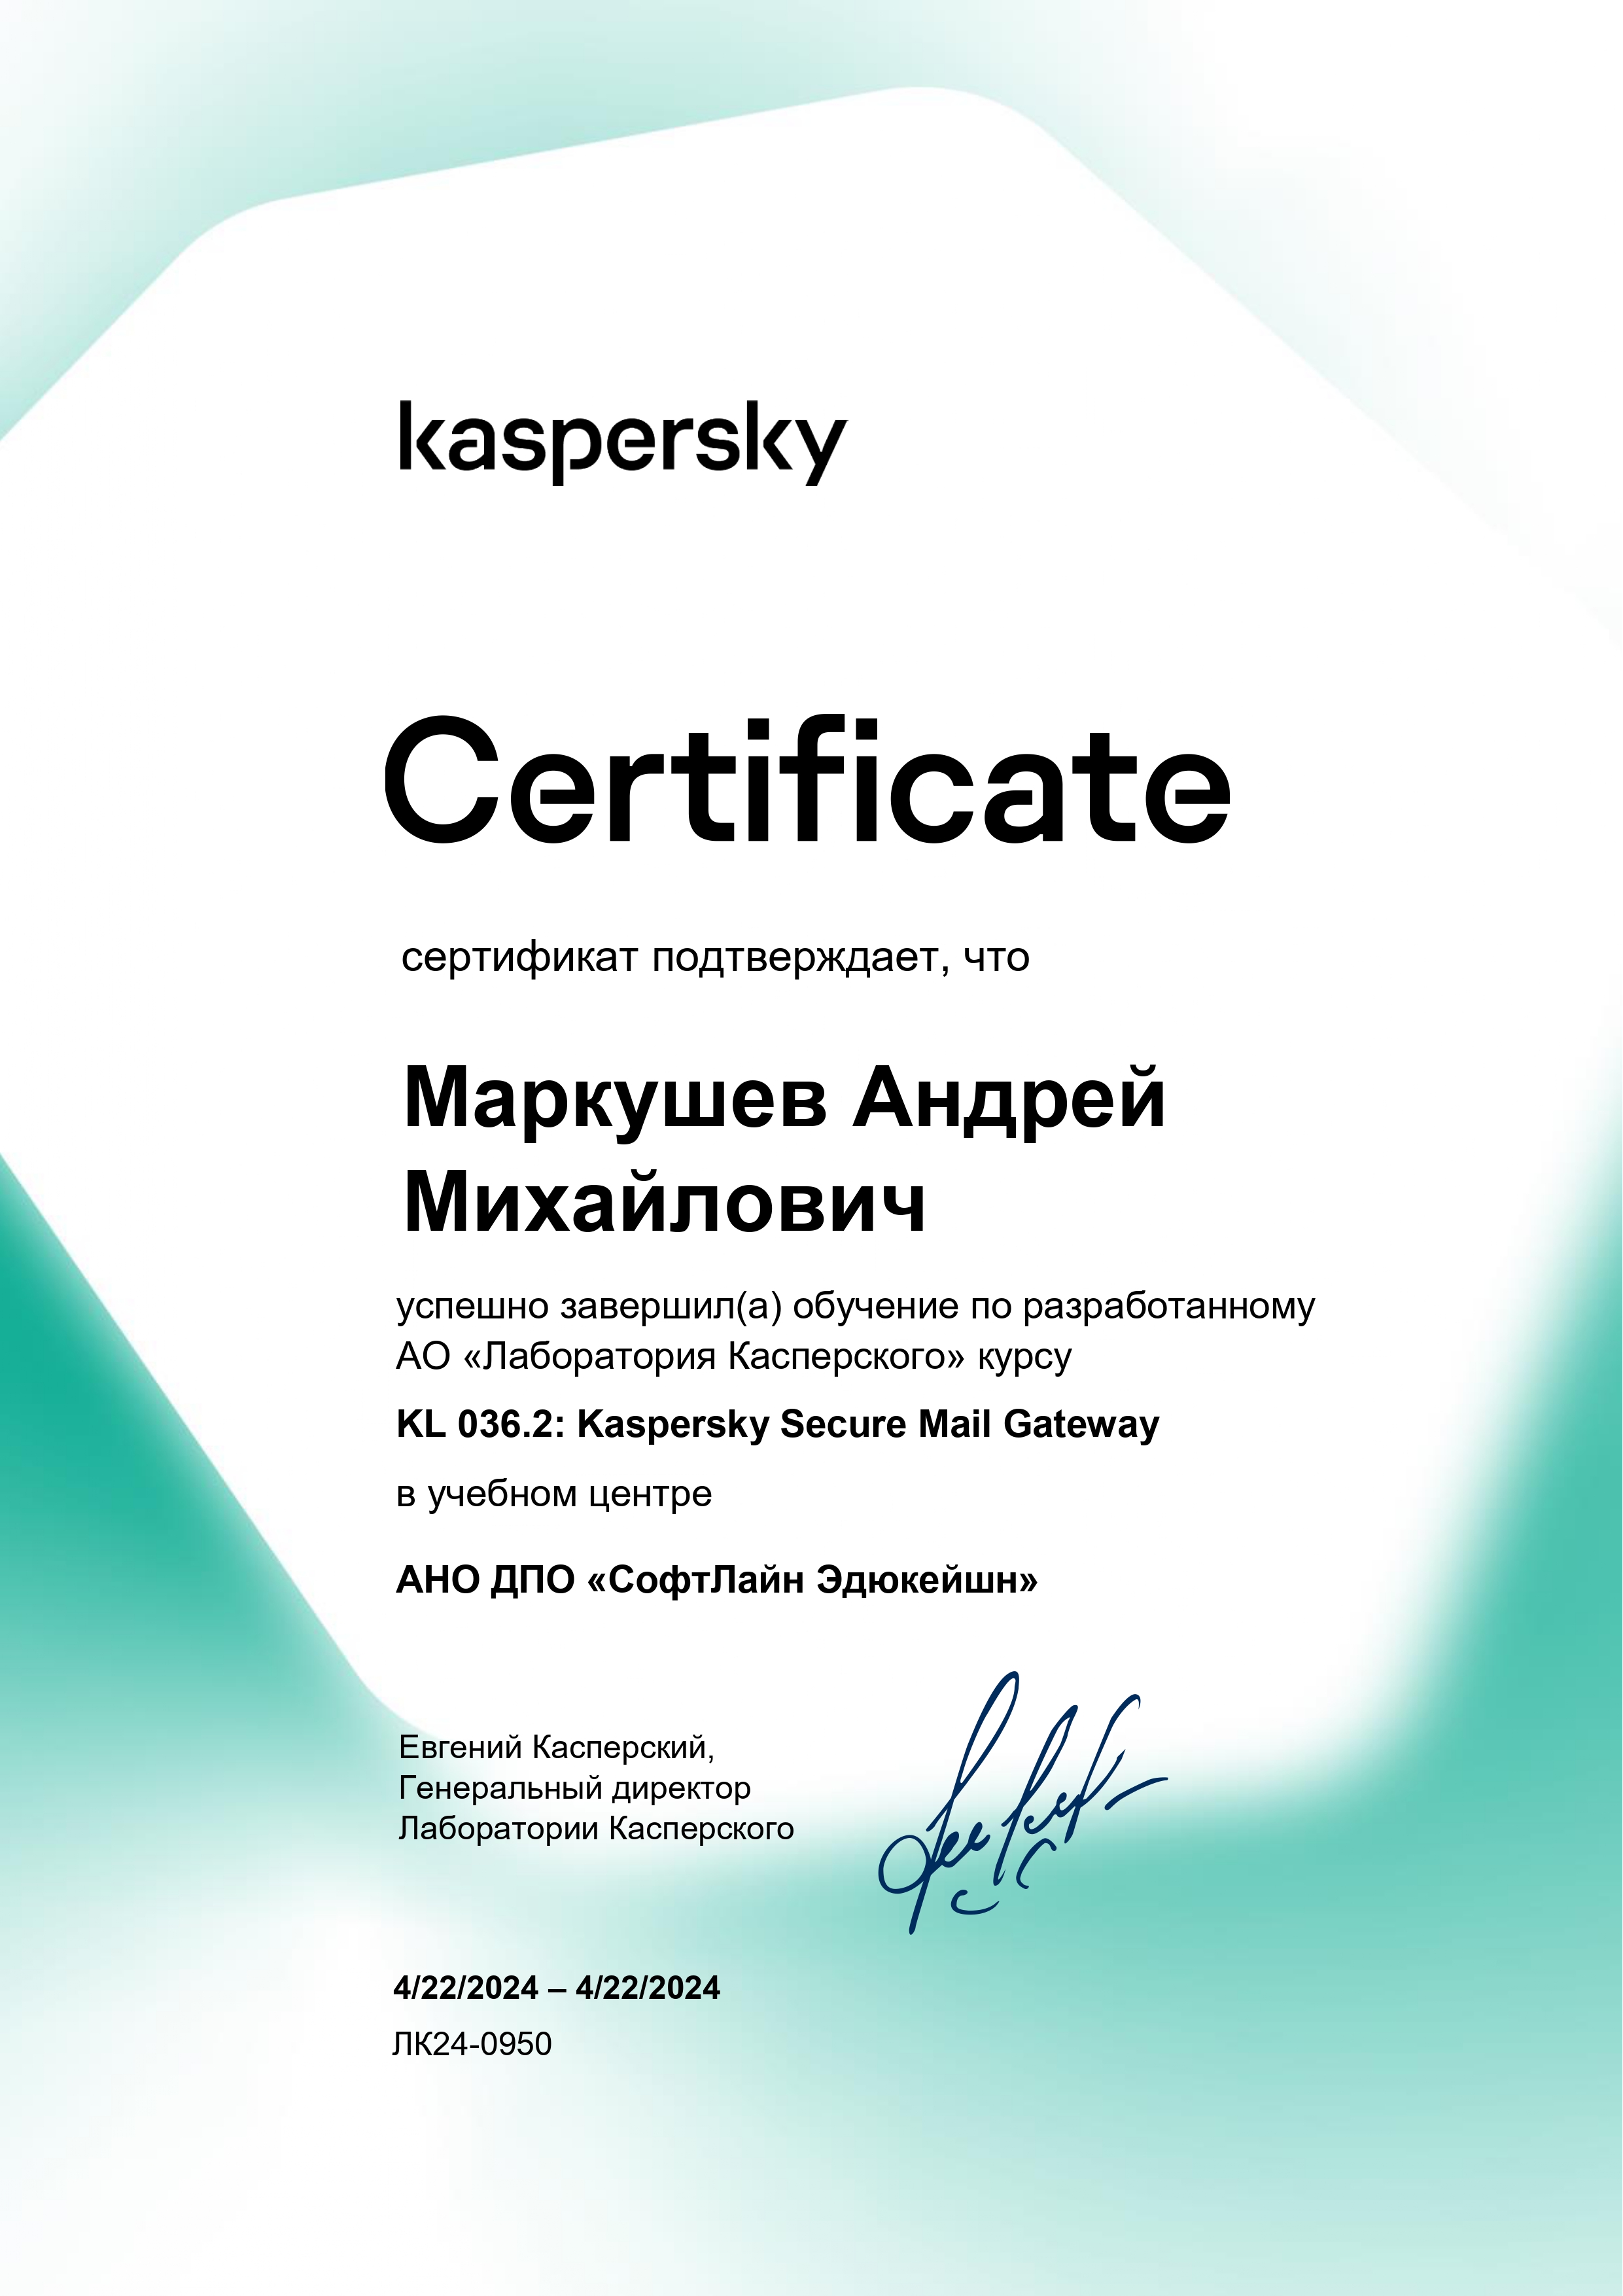 kaspersky
Certificate
сертификат подтверждает, что
Маркушев Андрей
Михайлович
успешно завершил(а) обучение по разработанному
АО «Лаборатория Касперского» курсу
KL 036.2: Kaspersky Secure Mail Gateway
в учебном центре
АНО ДПО «СофтЛайн Эдюкейшн»
Евгений Касперский,
Генеральный директор
Лаборатории Касперского
4/22/2024 – 4/22/2024
ЛК24-0950